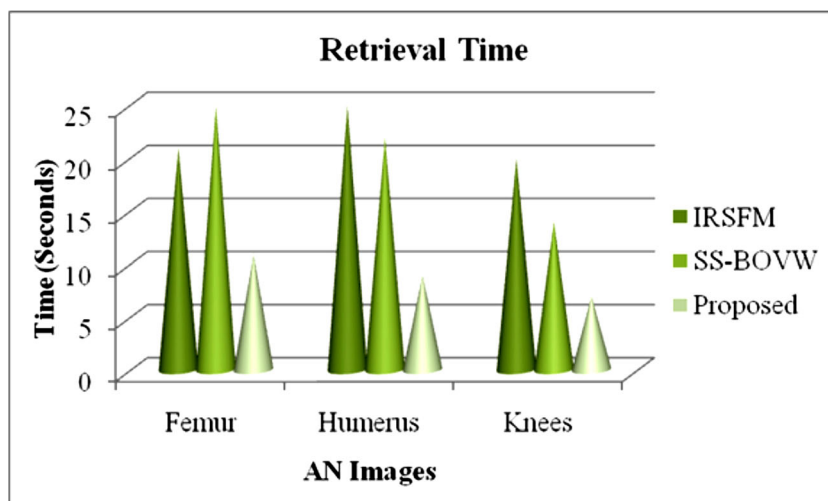 Retrieval Time
Time (Seconds)
25
20
15
10
5
0
Femur
Humerus
Knees
AN Images
IRSFM
SS-BOVW
Proposed